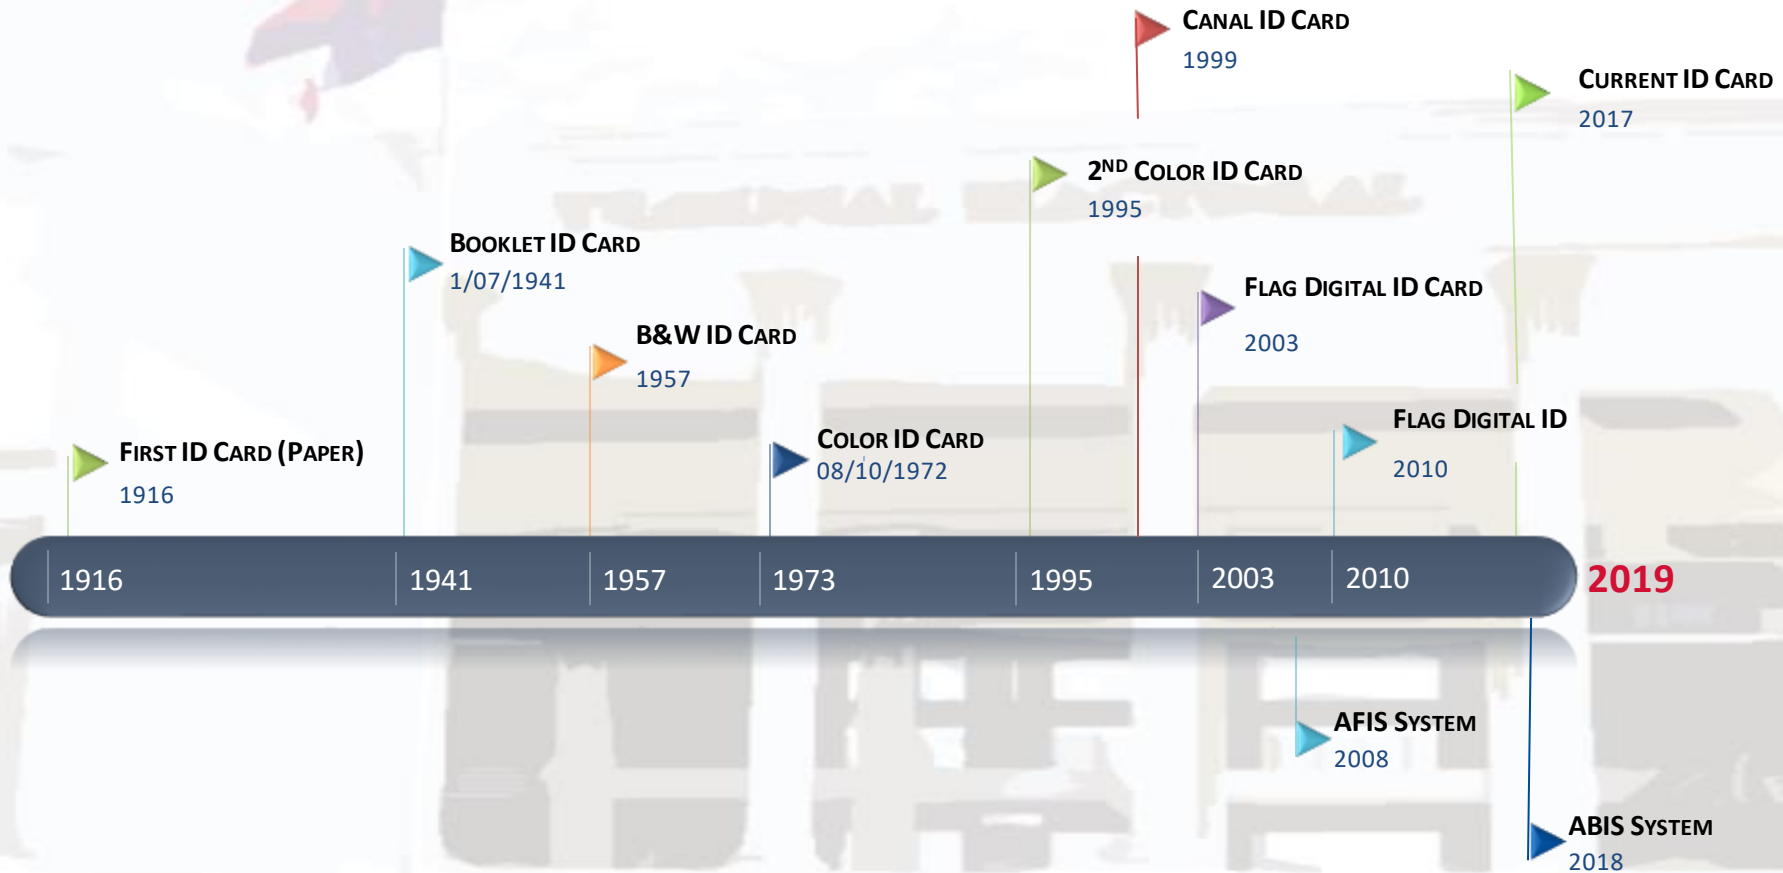 CANAL ID CARD
1999
CURRENT ID CARD
2017
2ND COLOR ID CARD
1995
BOOKLET ID CARD
1/07/1941
FLAG DIGITAL ID CARD
2003
B&W ID CARD
1957
FLAG DIGITAL ID
2010
COLOR ID CARD
08/10/1972
FIRST ID CARD (PAPER)
1916
1916
1941
1957
1973
1995
2003
2010
2019
AFIS SYSTEM
2008
ABIS SYSTEM
2018